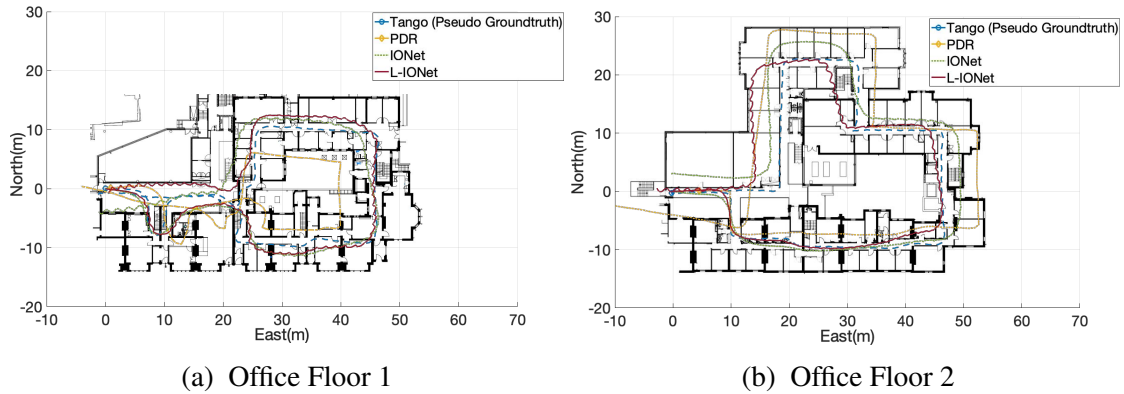 30
20
10
0
-10
-20
North(m)
-10 0 10 20 30 40 50 60 70
East(m)
Tango (Pseudo Groundtruth)
PDR
IONet
L-IONet
(a) Office Floor 1
30
20
10
0
-10
-20
North(m)
-10 0 10 20 30 40 50 60 70
East(m)
Tango (Pseudo Groundtruth)
PDR
IONet
L-IONet
(b) Office Floor 2